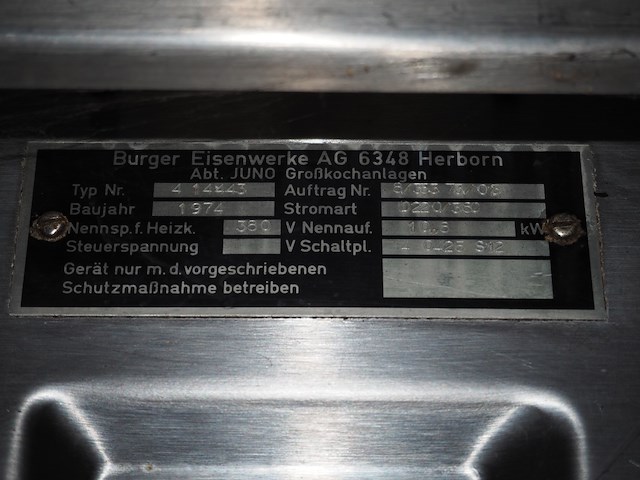 Burger Eisenwerke AG 6348 Herborn
Abt. JUNO Großkochanlagen
Typ Nr. Auftrag Nr.
Baujahr 1974 Stromart
Nennsp.f. Heizk. 380 V Nennauf. kW
Steuerspannung V Schaltpl.
Gerät nur m. d. vorgeschriebenen
Schutzmaßnahme betreiben